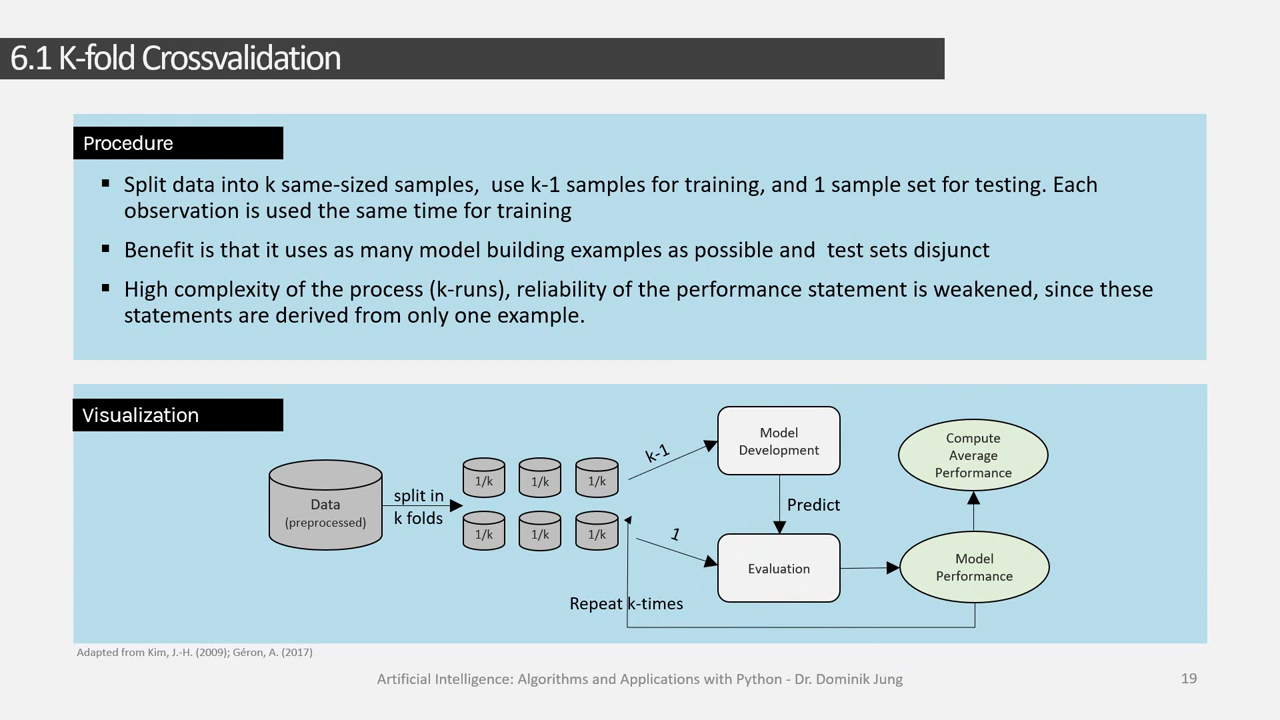 6.1 K-fold Crossvalidation
Procedure
▪ Split data into k same-sized samples,  use k-1 samples for training, and 1 sample set for testing. Each
observation is used the same time for training
▪ Benefit is that it uses as many model building examples as possible and  test sets disjunct
▪ High complexity of the process (k-runs), reliability of the performance statement is weakened, since these
statements are derived from only one example.
Visualization
Data
(preprocessed)
split in
k folds
1/k 1/k 1/k
1/k 1/k 1/k
k-1
1
Model
Development
Predict
Evaluation
Compute
Average
Performance
Model
Performance
Repeat k-times
Adapted from Kim, J.-H. (2009); Géron, A. (2017)
Artificial Intelligence: Algorithms and Applications with Python - Dr. Dominik Jung
19